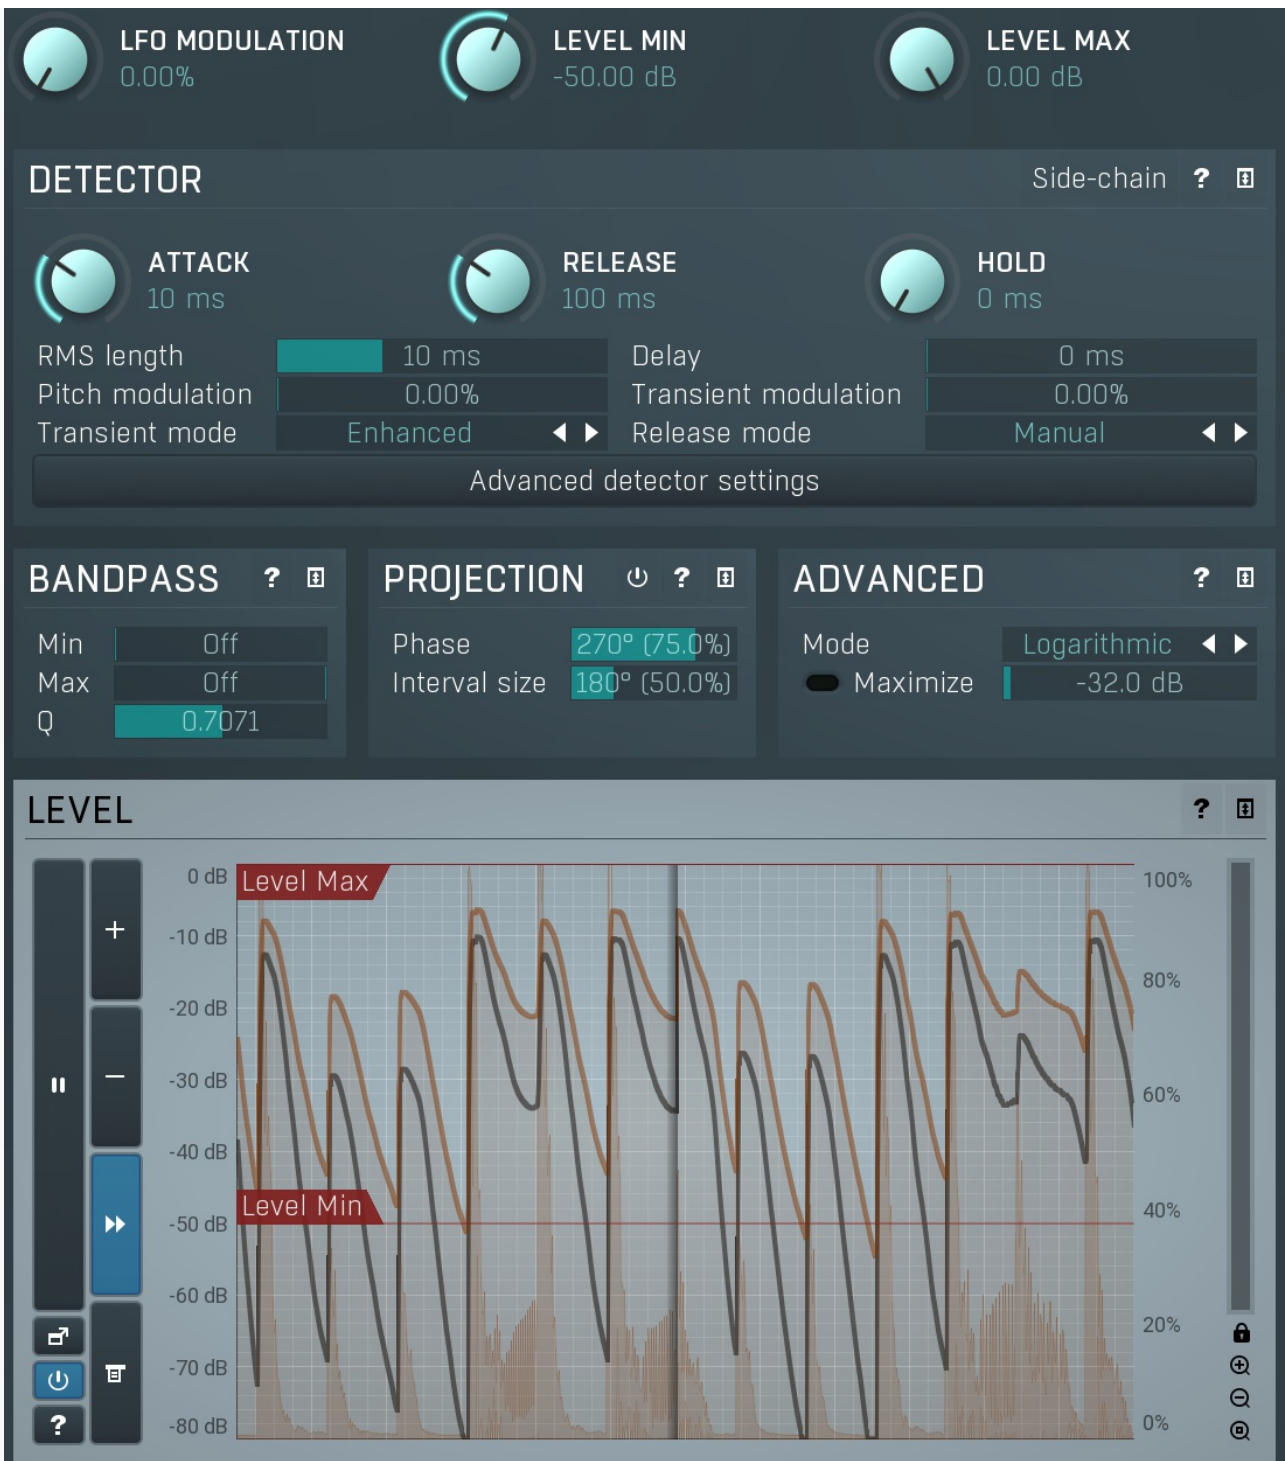 LFO MODULATION LEVEL MIN LEVEL MAX
0.00% -50.00 dB 0.00 dB
DETECTOR Side-chain ?
ATTACK RELEASE HOLD
10 ms 100 ms 0 ms
RMS length 10 ms Delay 0 ms
Pitch modulation 0.00% Transient modulation 0.00%
Transient mode Enhanced Release mode Manual
Advanced detector settings
BANDPASS ? PROJECTION ? ADVANCED ?
Min Off Phase 270° (75.0%) Mode Logarithmic
Max Off Interval size 180° (50.0%) Maximize -32.0 dB
Q 0.7071
LEVEL ?
0 dB Level Max 100%
+
-10 dB
80%
-20 dB
-30 dB
60%
-40 dB
Level Min 40%
-50 dB
-60 dB
20%
-70 dB
? -80 dB 0%